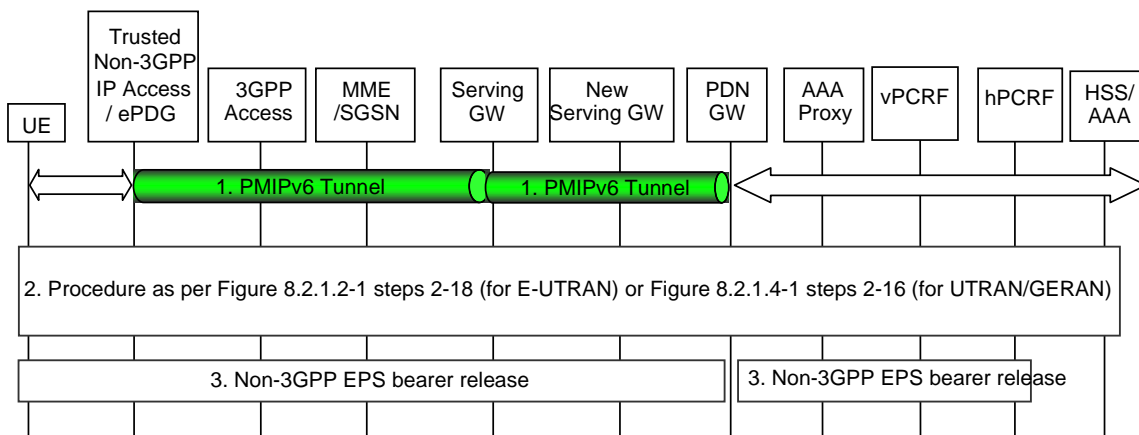 UE
Trusted
Non-3GPP
IP Access
/ ePDG
3GPP
Access
MME
/SGSN
Serving
GW
New
Serving GW
PDN
GW
AAA
Proxy
vPCRF
hPCRF
HSS/
AAA
1. PMIPv6 Tunnel
1. PMIPv6 Tunnel
2. Procedure as per Figure 8.2.1.2-1 steps 2-18 (for E-UTRAN) or Figure 8.2.1.4-1 steps 2-16 (for UTRAN/GERAN)
3. Non-3GPP EPS bearer release
3. Non-3GPP EPS bearer release